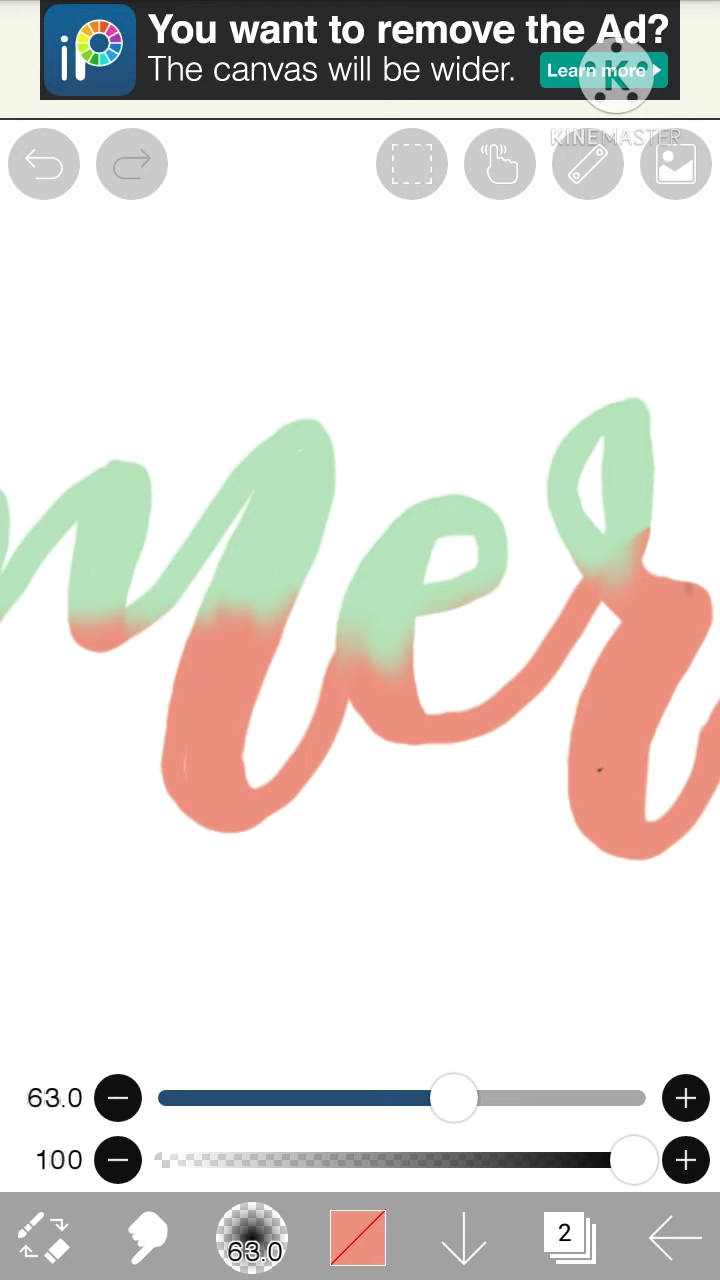 iP
You want to remove the Ad?
The canvas will be wider.
Learn more
K
KINEMASTER
mer
63.0
100
63.0
2